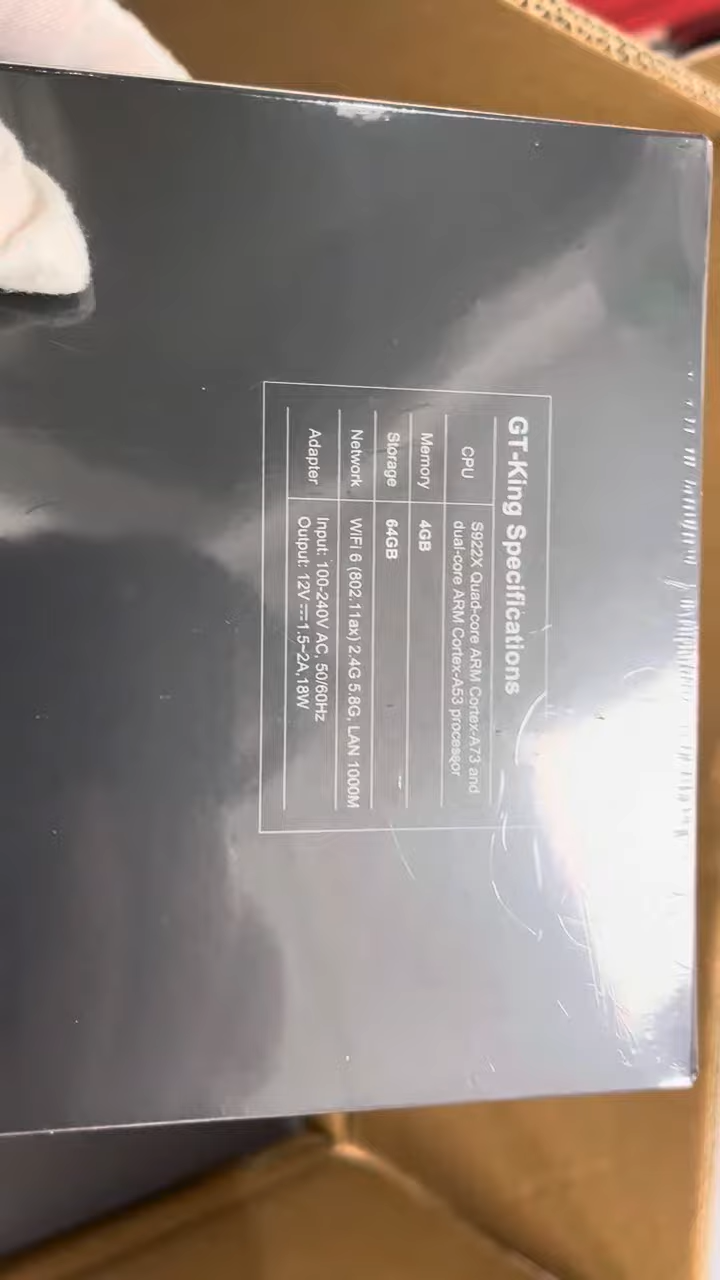 GT-King Specifications
CPU S922X Quad-core ARM Cortex-A73 and
dual-core ARM Cortex-A53 processor
Memory 4GB
Storage 64GB
Network WiFi 6 (802.11ax) 2.4G 5.8G, LAN 1000M
Adapter Input: 100-240V AC, 50/60Hz
Output: 12V⎓1.5~2A,18W